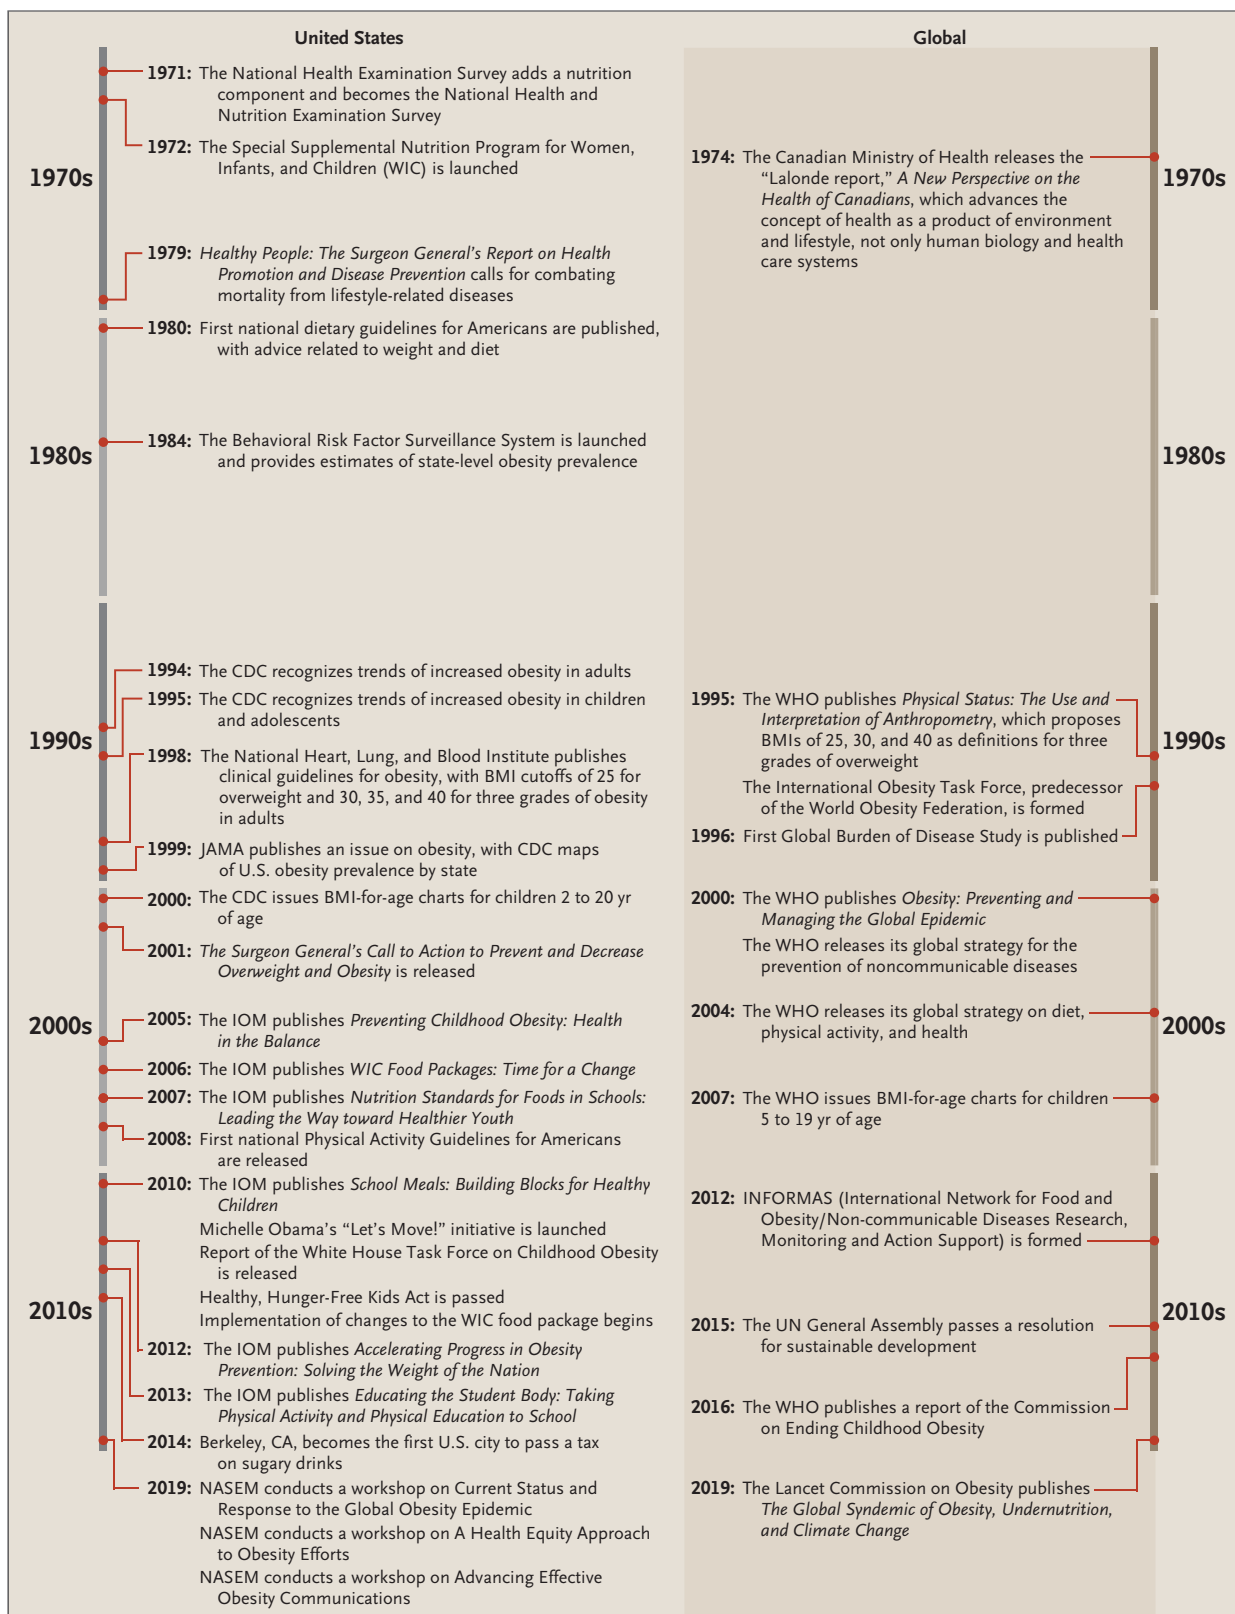 United States
1970s
1971: The National Health Examination Survey adds a nutrition
component and becomes the National Health and
Nutrition Examination Survey
1972: The Special Supplemental Nutrition Program for Women,
Infants, and Children (WIC) is launched
1979: Healthy People: The Surgeon General's Report on Health
Promotion and Disease Prevention calls for combating
mortality from lifestyle-related diseases
1980s
1980: First national dietary guidelines for Americans are published,
with advice related to weight and diet
1984: The Behavioral Risk Factor Surveillance System is launched
and provides estimates of state-level obesity prevalence
1990s
1994: The CDC recognizes trends of increased obesity in adults
1995: The CDC recognizes trends of increased obesity in children
and adolescents
1998: The National Heart, Lung, and Blood Institute publishes
clinical guidelines for obesity, with BMI cutoffs of 25 for
overweight and 30, 35, and 40 for three grades of obesity
in adults
1999: JAMA publishes an issue on obesity, with CDC maps
of U.S. obesity prevalence by state
2000s
2000: The CDC issues BMI-for-age charts for children 2 to 20 yr
of age
2001: The Surgeon General's Call to Action to Prevent and Decrease
Overweight and Obesity is released
2005: The IOM publishes Preventing Childhood Obesity: Health
in the Balance
2006: The IOM publishes WIC Food Packages: Time for a Change
2007: The IOM publishes Nutrition Standards for Foods in Schools:
Leading the Way toward Healthier Youth
2008: First national Physical Activity Guidelines for Americans
are released
2010s
2010: The IOM publishes School Meals: Building Blocks for Healthy
Children
Michelle Obama's “Let's Move!” initiative is launched
Report of the White House Task Force on Childhood Obesity
is released
Healthy, Hunger-Free Kids Act is passed
Implementation of changes to the WIC food package begins
2012: The IOM publishes Accelerating Progress in Obesity
Prevention: Solving the Weight of the Nation
2013: The IOM publishes Educating the Student Body: Taking
Physical Activity and Physical Education to School
2014: Berkeley, CA, becomes the first U.S. city to pass a tax
on sugary drinks
2019: NASEM conducts a workshop on Current Status and
Response to the Global Obesity Epidemic
NASEM conducts a workshop on A Health Equity Approach
to Obesity Efforts
NASEM conducts a workshop on Advancing Effective
Obesity Communications
Global
1970s
1974: The Canadian Ministry of Health releases the
“Lalonde report,” A New Perspective on the
Health of Canadians, which advances the
concept of health as a product of environment
and lifestyle, not only human biology and health
care systems
1980s
1990s
1995: The WHO publishes Physical Status: The Use and
Interpretation of Anthropometry, which proposes
BMIs of 25, 30, and 40 as definitions for three
grades of overweight
The International Obesity Task Force, predecessor
of the World Obesity Federation, is formed
1996: First Global Burden of Disease Study is published
2000s
2000: The WHO publishes Obesity: Preventing and
Managing the Global Epidemic
The WHO releases its global strategy for the
prevention of noncommunicable diseases
2004: The WHO releases its global strategy on diet,
physical activity, and health
2007: The WHO issues BMI-for-age charts for children
5 to 19 yr of age
2010s
2012: INFORMAS (International Network for Food and
Obesity/Non-communicable Diseases Research,
Monitoring and Action Support) is formed
2015: The UN General Assembly passes a resolution
for sustainable development
2016: The WHO publishes a report of the Commission
on Ending Childhood Obesity
2019: The Lancet Commission on Obesity publishes
The Global Syndemic of Obesity, Undernutrition,
and Climate Change